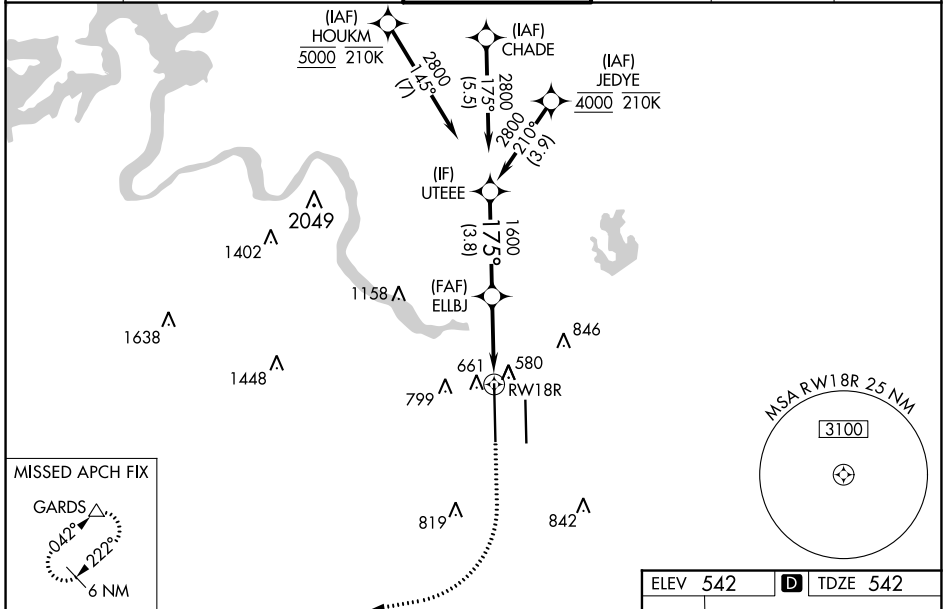 (IAF)
HOUKM
5000 210K
2800
145°
(7)
(IAF)
CHADE
2800
175°
(5.5)
(IAF)
JEDYE
4000 210K
2800
210°
(3.9)
(IF)
UTEEE
2049
1402
1600
175°
(3.8)
1158
(FAF)
ELLBJ
1638
846
1448
661
580
799
RW18R
MSA RW18R 25 NM
3100
MISSED APCH FIX
GARDS
042°
222°
6 NM
819
842
ELEV 542 D TDZE 542